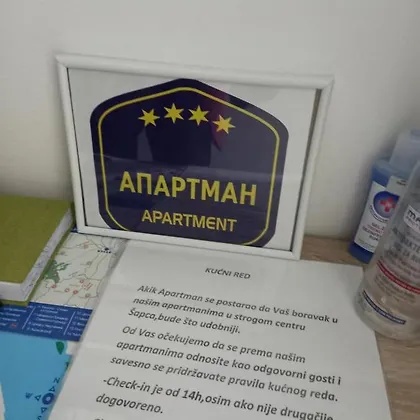 АПАРТМАН
APARTMENT
KUĆNI RED
Akik Apartman se postarao da Vaš boravak u
našim apartmanima u strogom centru
Šapca,bude što udobniji.
Od Vas očekujemo da se prema našim
apartmanima odnosite kao odgovorni gosti i
savesno se pridržavate pravila kućnog reda.
-Check-in je od 14h,osim ako nije drugačije
dogovoreno.